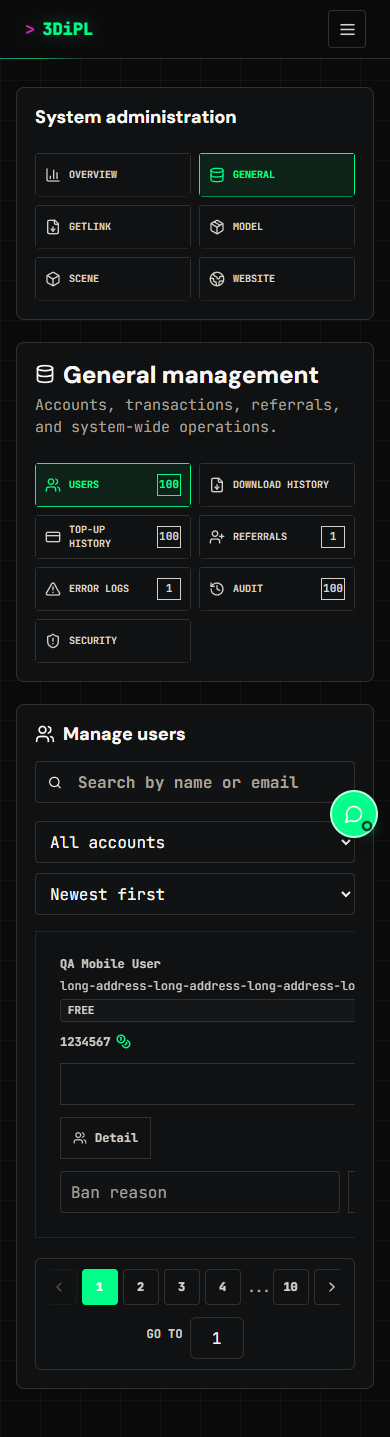 > 3DiPL
System administration
OVERVIEW
GENERAL
GETLINK
MODEL
SCENE
WEBSITE
General management
Accounts, transactions, referrals,
and system-wide operations.
USERS 100
DOWNLOAD HISTORY
TOP-UP
HISTORY 100
REFERRALS 1
ERROR LOGS 1
AUDIT 100
SECURITY
Manage users
Search by name or email
All accounts
Newest first
QA Mobile User
long-address-long-address-long-address-lo
FREE
1234567
Detail
Ban reason
1 2 3 4 ... 10
GO TO 1